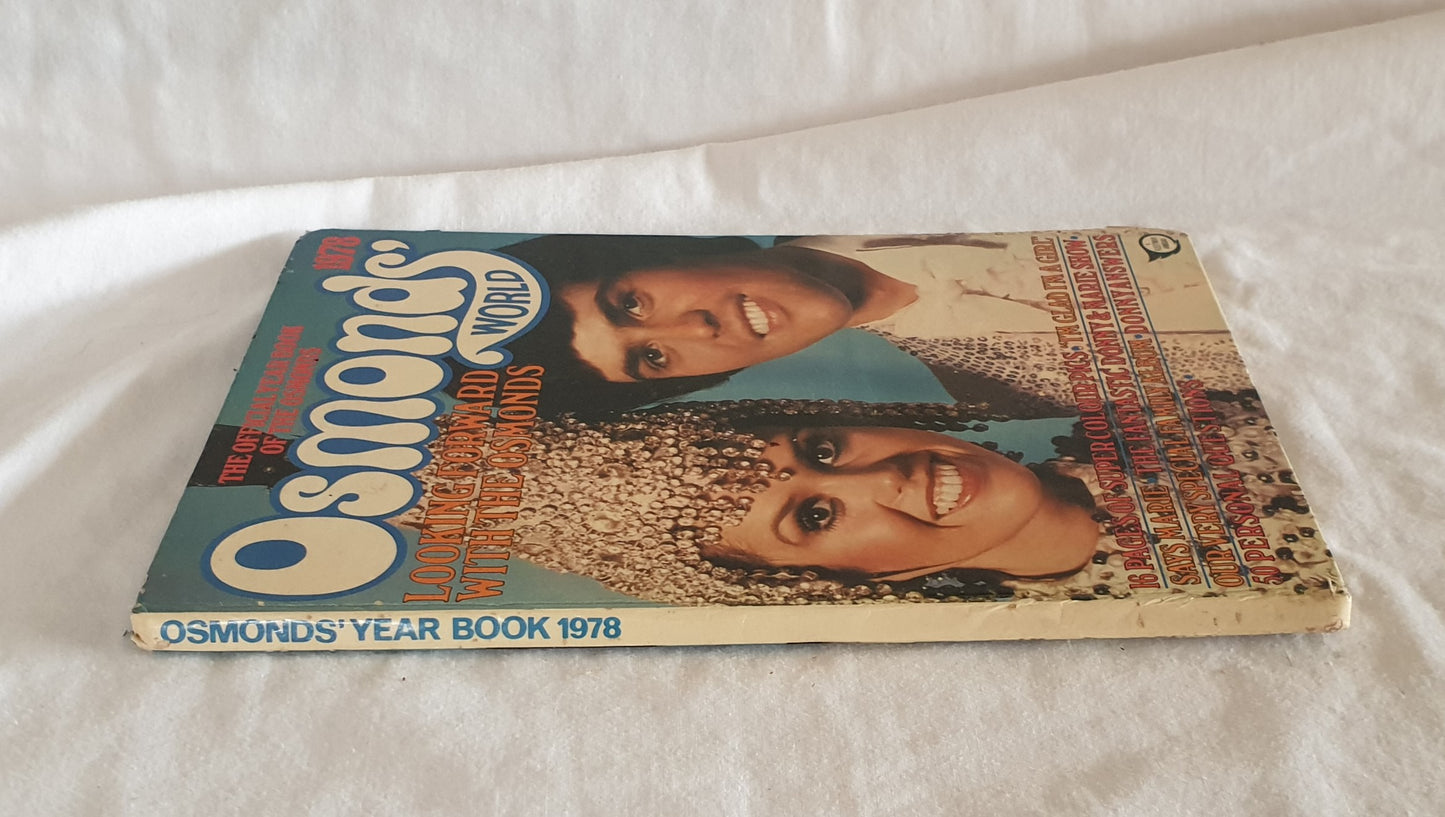 THE OFFICIAL YEAR BOOK
OF THE OSMONDS
1978
Osmonds'
WORLD
LOOKING FORWARD
WITH THE OSMONDS
16 PAGES OF SUPER COLOUR PICS • "I'M GLAD I'M A GIRL"
SAYS MARIE • THE FANTASTIC DONNY & MARIE SHOW •
OUR VERY SPECIAL FAMILY ALBUM • DONNY ANSWERS
50 PERSONAL QUESTIONS
OSMONDS' YEAR BOOK 1978